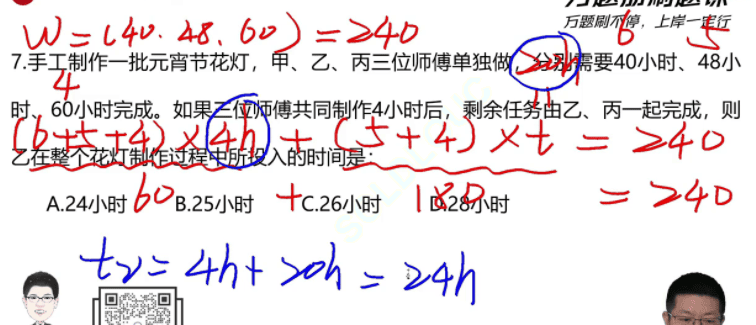 万题刷不停，上岸一定行
W=(40.48.60)=240
6 5
7.手工制作一批元宵节花灯，甲、乙、丙三位师傅单独做，分别需要40小时、48小
4
时、60小时完成。如果三位师傅共同制作4小时后，剩余任务由乙、丙一起完成，则
(6+5+4)×4h+(5+4)×t=240
乙在整个花灯制作过程中所投入的时间是：
A.24小时 B.25小时 C.26小时 D.28小时
60+180=240
t乙=4h+20h=24h